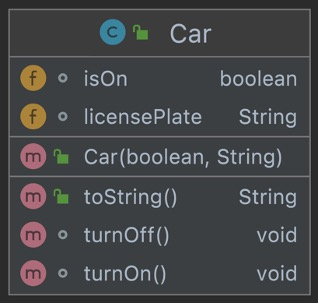 C Car
f isOn boolean
f licensePlate String
m Car(boolean, String)
m toString() String
m turnOff() void
m turnOn() void